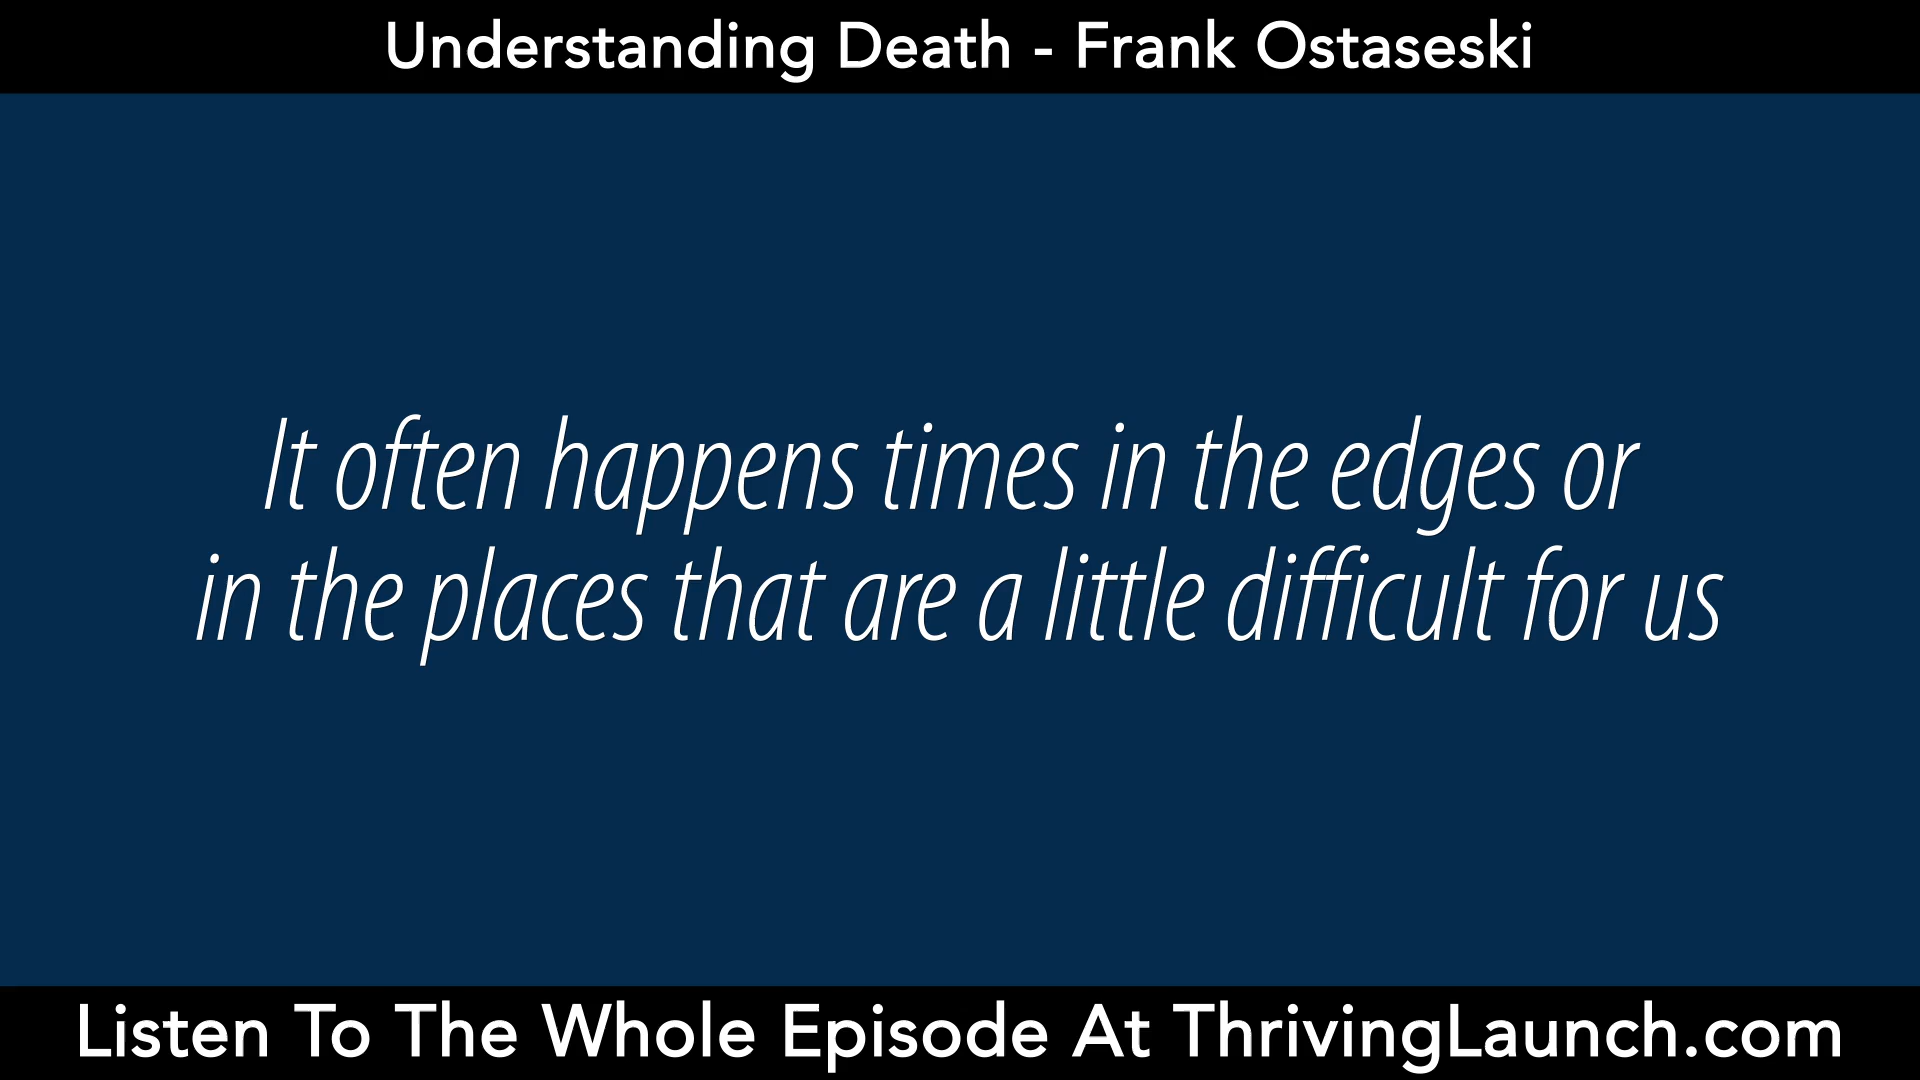 Understanding Death - Frank Ostaseski
It often happens times in the edges or
in the places that are a little difficult for us
Listen To The Whole Episode At ThrivingLaunch.com